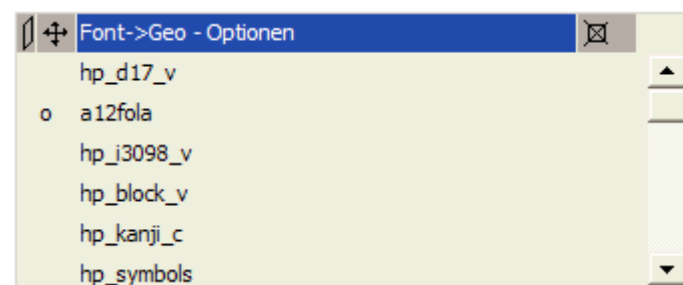 Font->Geo - Optionen
hp_d17_v
o a12fola
hp_i3098_v
hp_block_v
hp_kanji_c
hp_symbols